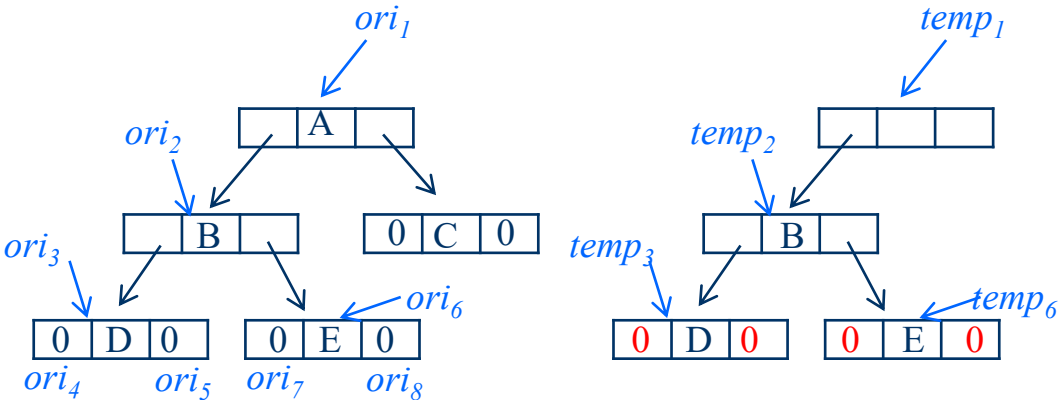 ori₁ temp₁
A
ori₂ temp₂
B 0 C 0 B
ori₃ temp₃
ori₆ temp₆
0 D 0 0 E 0 0 D 0 0 E 0
ori₄ ori₅ ori₇ ori₈